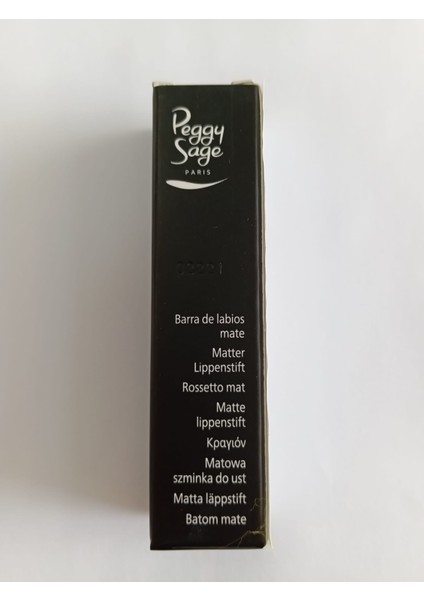 Peggy
Sage
PARIS
Barra de labios
mate
Matter
Lippenstift
Rossetto mat
Matte
lippenstift
Κραγιόν
Matowa
szminka do ust
Matta läppstift
Batom mate